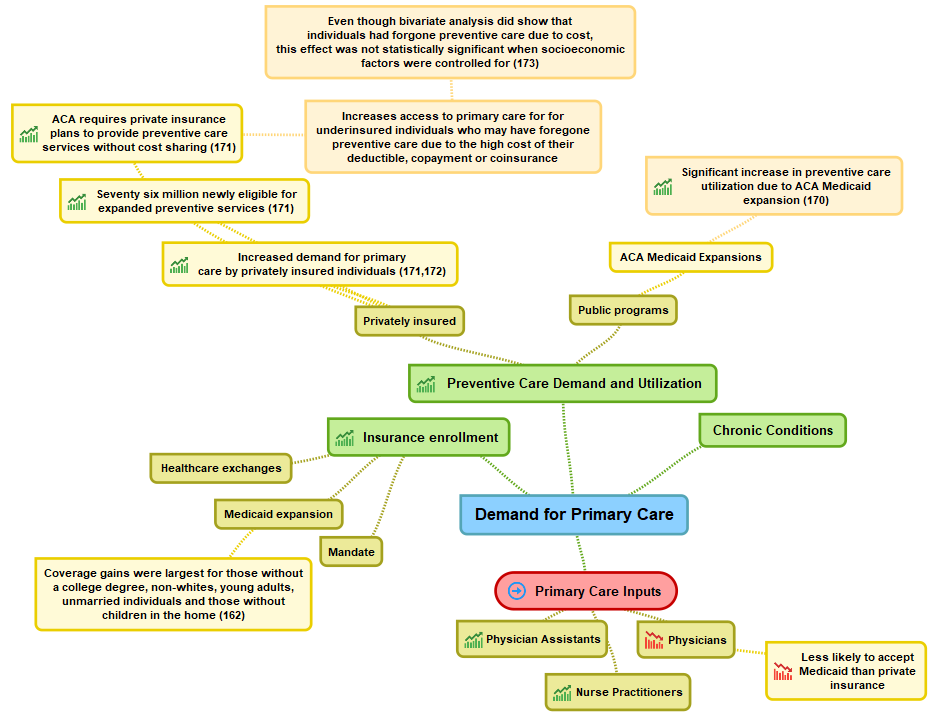 Even though bivariate analysis did show that
individuals had forgone preventive care due to cost,
this effect was not statistically significant when socioeconomic
factors were controlled for (173)
ACA requires private insurance
plans to provide preventive care
services without cost sharing (171)
Increases access to primary care for for
underinsured individuals who may have foregone
preventive care due to the high cost of their
deductible, copayment or coinsurance
Significant increase in preventive care
utilization due to ACA Medicaid
expansion (170)
Seventy six million newly eligible for
expanded preventive services (171)
Increased demand for primary
care by privately insured individuals (171,172)
ACA Medicaid Expansions
Privately insured
Public programs
Preventive Care Demand and Utilization
Insurance enrollment
Chronic Conditions
Healthcare exchanges
Medicaid expansion
Demand for Primary Care
Mandate
Coverage gains were largest for those without
a college degree, non-whites, young adults,
unmarried individuals and those without
children in the home (162)
Primary Care Inputs
Physician Assistants
Physicians
Less likely to accept
Medicaid than private
insurance
Nurse Practitioners